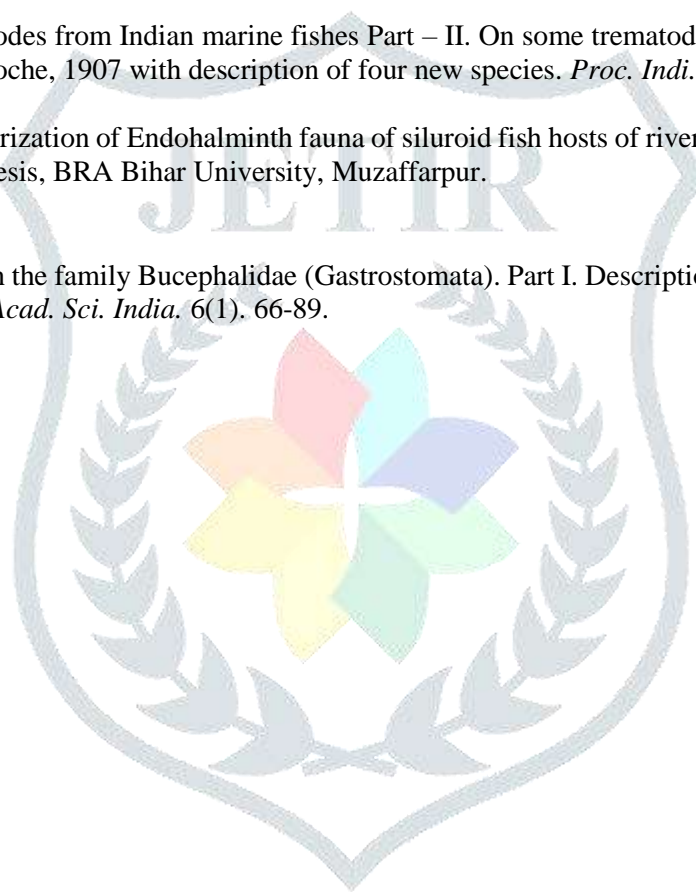 odes from Indian marine fishes Part – II. On some trematod
oche, 1907 with description of four new species. Proc. Indi.
rization of Endohalminth fauna of siluroid fish hosts of river
esis, BRA Bihar University, Muzaffarpur.
n the family Bucephalidae (Gastrostomata). Part I. Descriptio
Acad. Sci. India. 6(1). 66-89.
JETIR